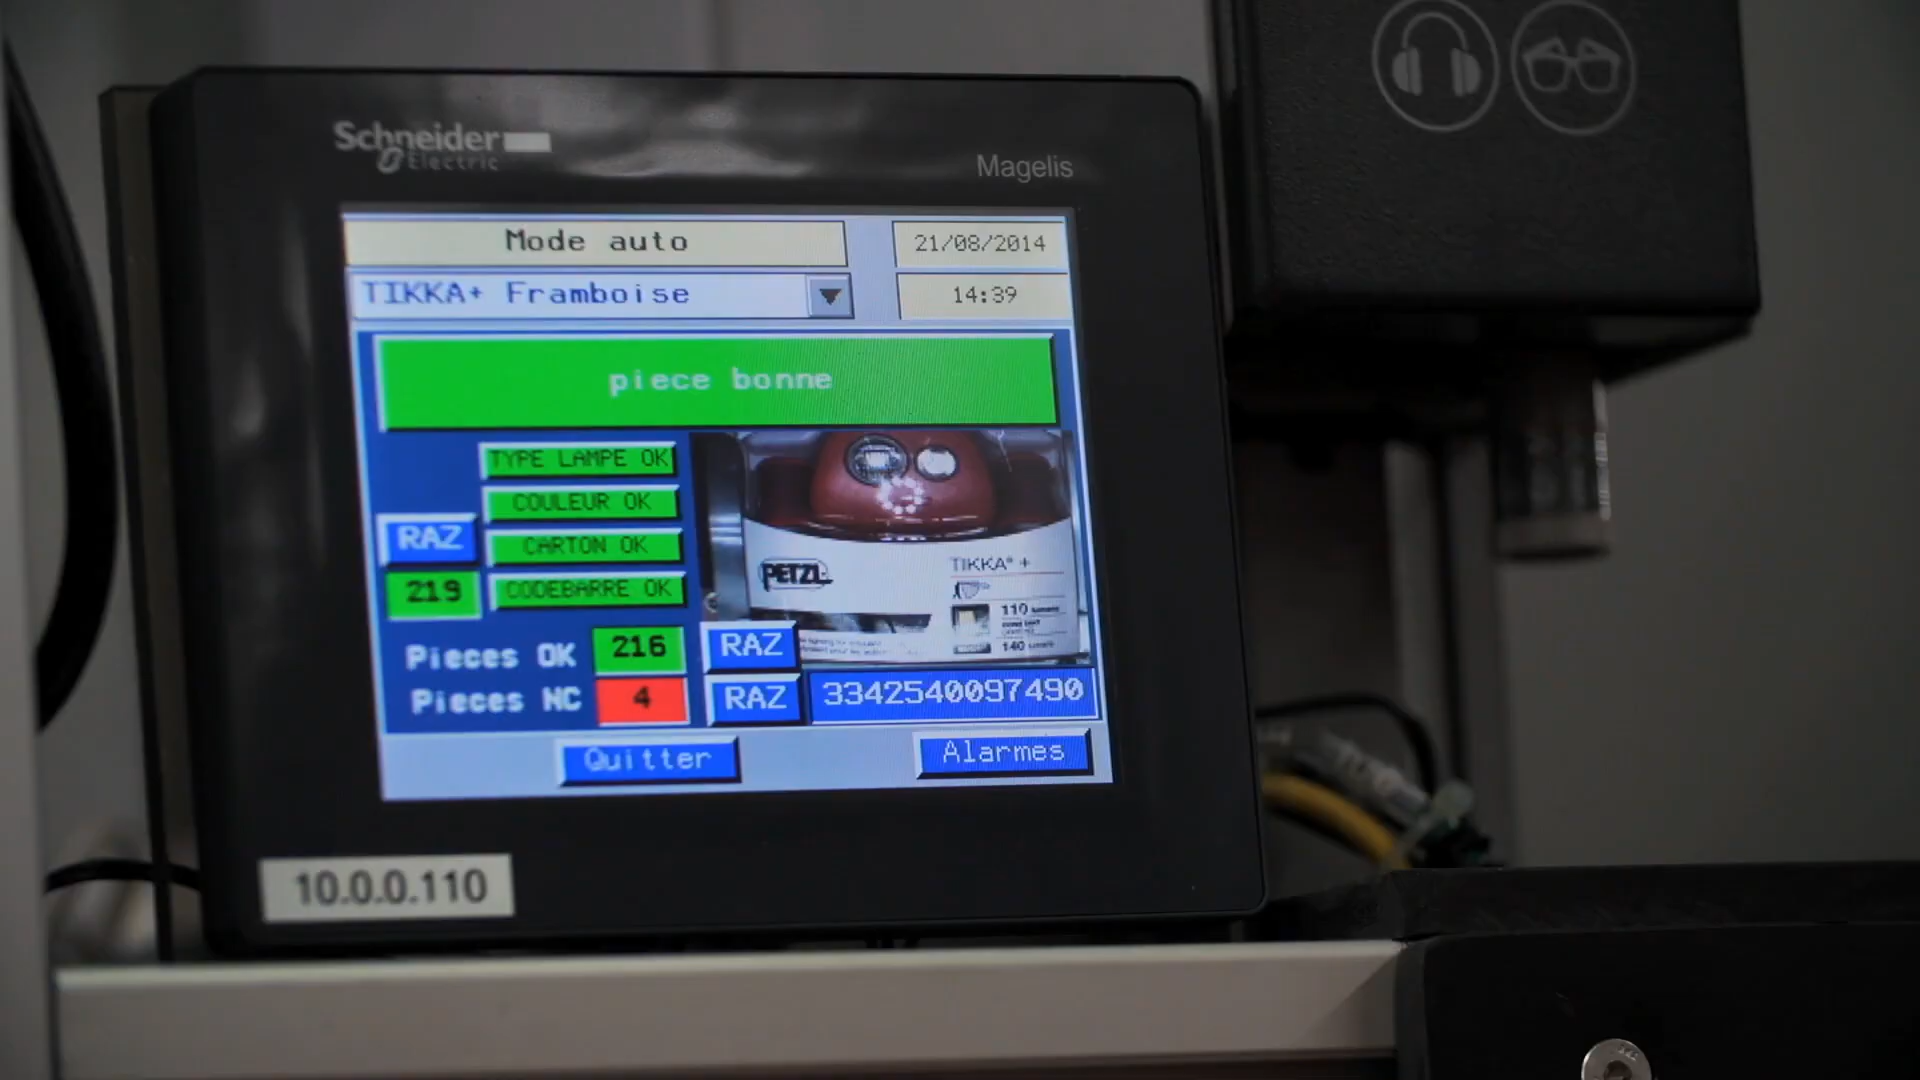 Schneider
Electric
Magelis
Mode auto
21/08/2014
TIKKA+ Framboise
14:39
piece bonne
TYPE LAMPE OK
COULEUR OK
RAZ
CARTON OK
219
CODEBARRE OK
PETZL
TIKKA® +
110
140
Pieces OK
216
RAZ
Pieces NC
4
RAZ
3342540097490
Quitter
Alarmes
10.0.0.110